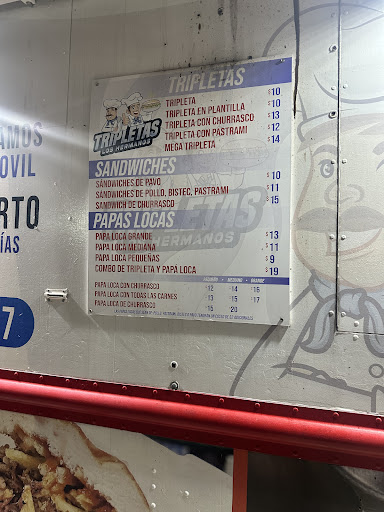 TRIPLETAS
TRIPLETA $10
TRIPLETA EN PLANTILLA $10
TRIPLETA CON CHURRASCO $13
TRIPLETA CON PASTRAMI $12
MEGA TRIPLETA $14
TRIPLETAS
LOS HERMANOS
SANDWICHES
SANDWICHES DE PAVO $10
SANDWICHES DE POLLO, BISTEC, PASTRAMI $11
SANDWICH DE CHURRASCO $15
PAPAS LOCAS
PAPA LOCA GRANDE $13
PAPA LOCA MEDIANA $11
PAPA LOCA PEQUEÑAS $9
COMBO DE TRIPLETA Y PAPA LOCA $19
MEDIANO GRANDE
PAPA LOCA CON CHURRASCO $12 $14 $16
PAPA LOCA CON TODAS LAS CARNES $13 $15 $17
PAPA LOCA DE CHURRASCO $15 $20
AMOS
OVIL
RTO
ÍAS
7